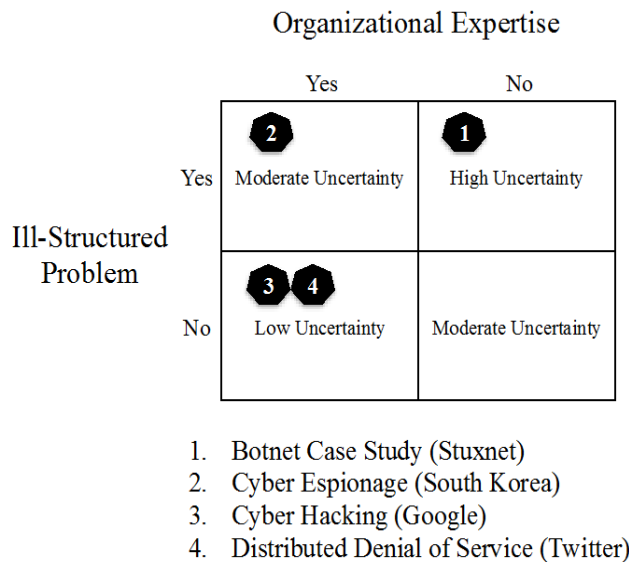 Organizational Expertise
Yes No
2 1
Yes Moderate Uncertainty High Uncertainty
Ill-Structured
Problem
3 4
No Low Uncertainty Moderate Uncertainty
1. Botnet Case Study (Stuxnet)
2. Cyber Espionage (South Korea)
3. Cyber Hacking (Google)
4. Distributed Denial of Service (Twitter)